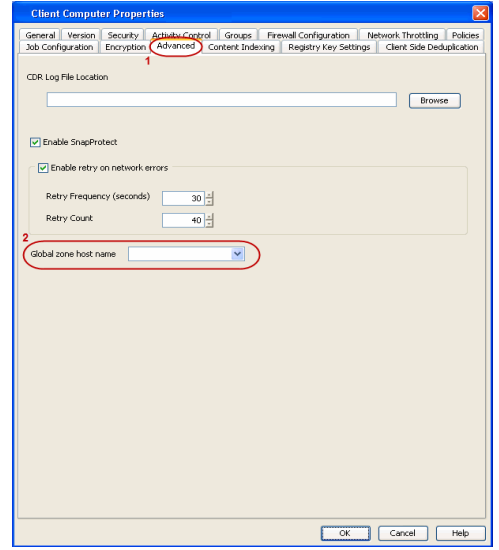 Client Computer Properties
General Version Security Activity Control Groups Firewall Configuration Network Throttling Policies
Job Configuration Encryption Advanced Content Indexing Registry Key Settings Client Side Deduplication
1
CDR Log File Location
Browse
Enable SnapProtect
Enable retry on network errors
Retry Frequency (seconds) 30
Retry Count 40
2
Global zone host name
OK Cancel Help